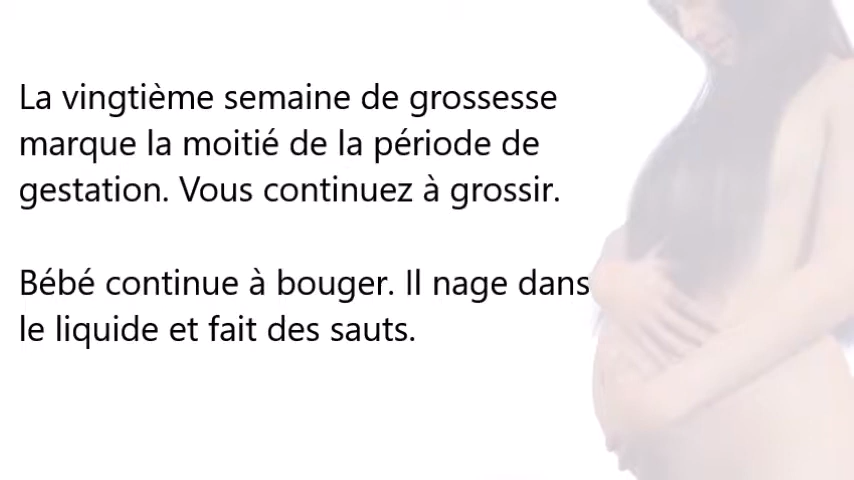 La vingtième semaine de grossesse
marque la moitié de la période de
gestation. Vous continuez à grossir.
Bébé continue à bouger. Il nage dans
le liquide et fait des sauts.